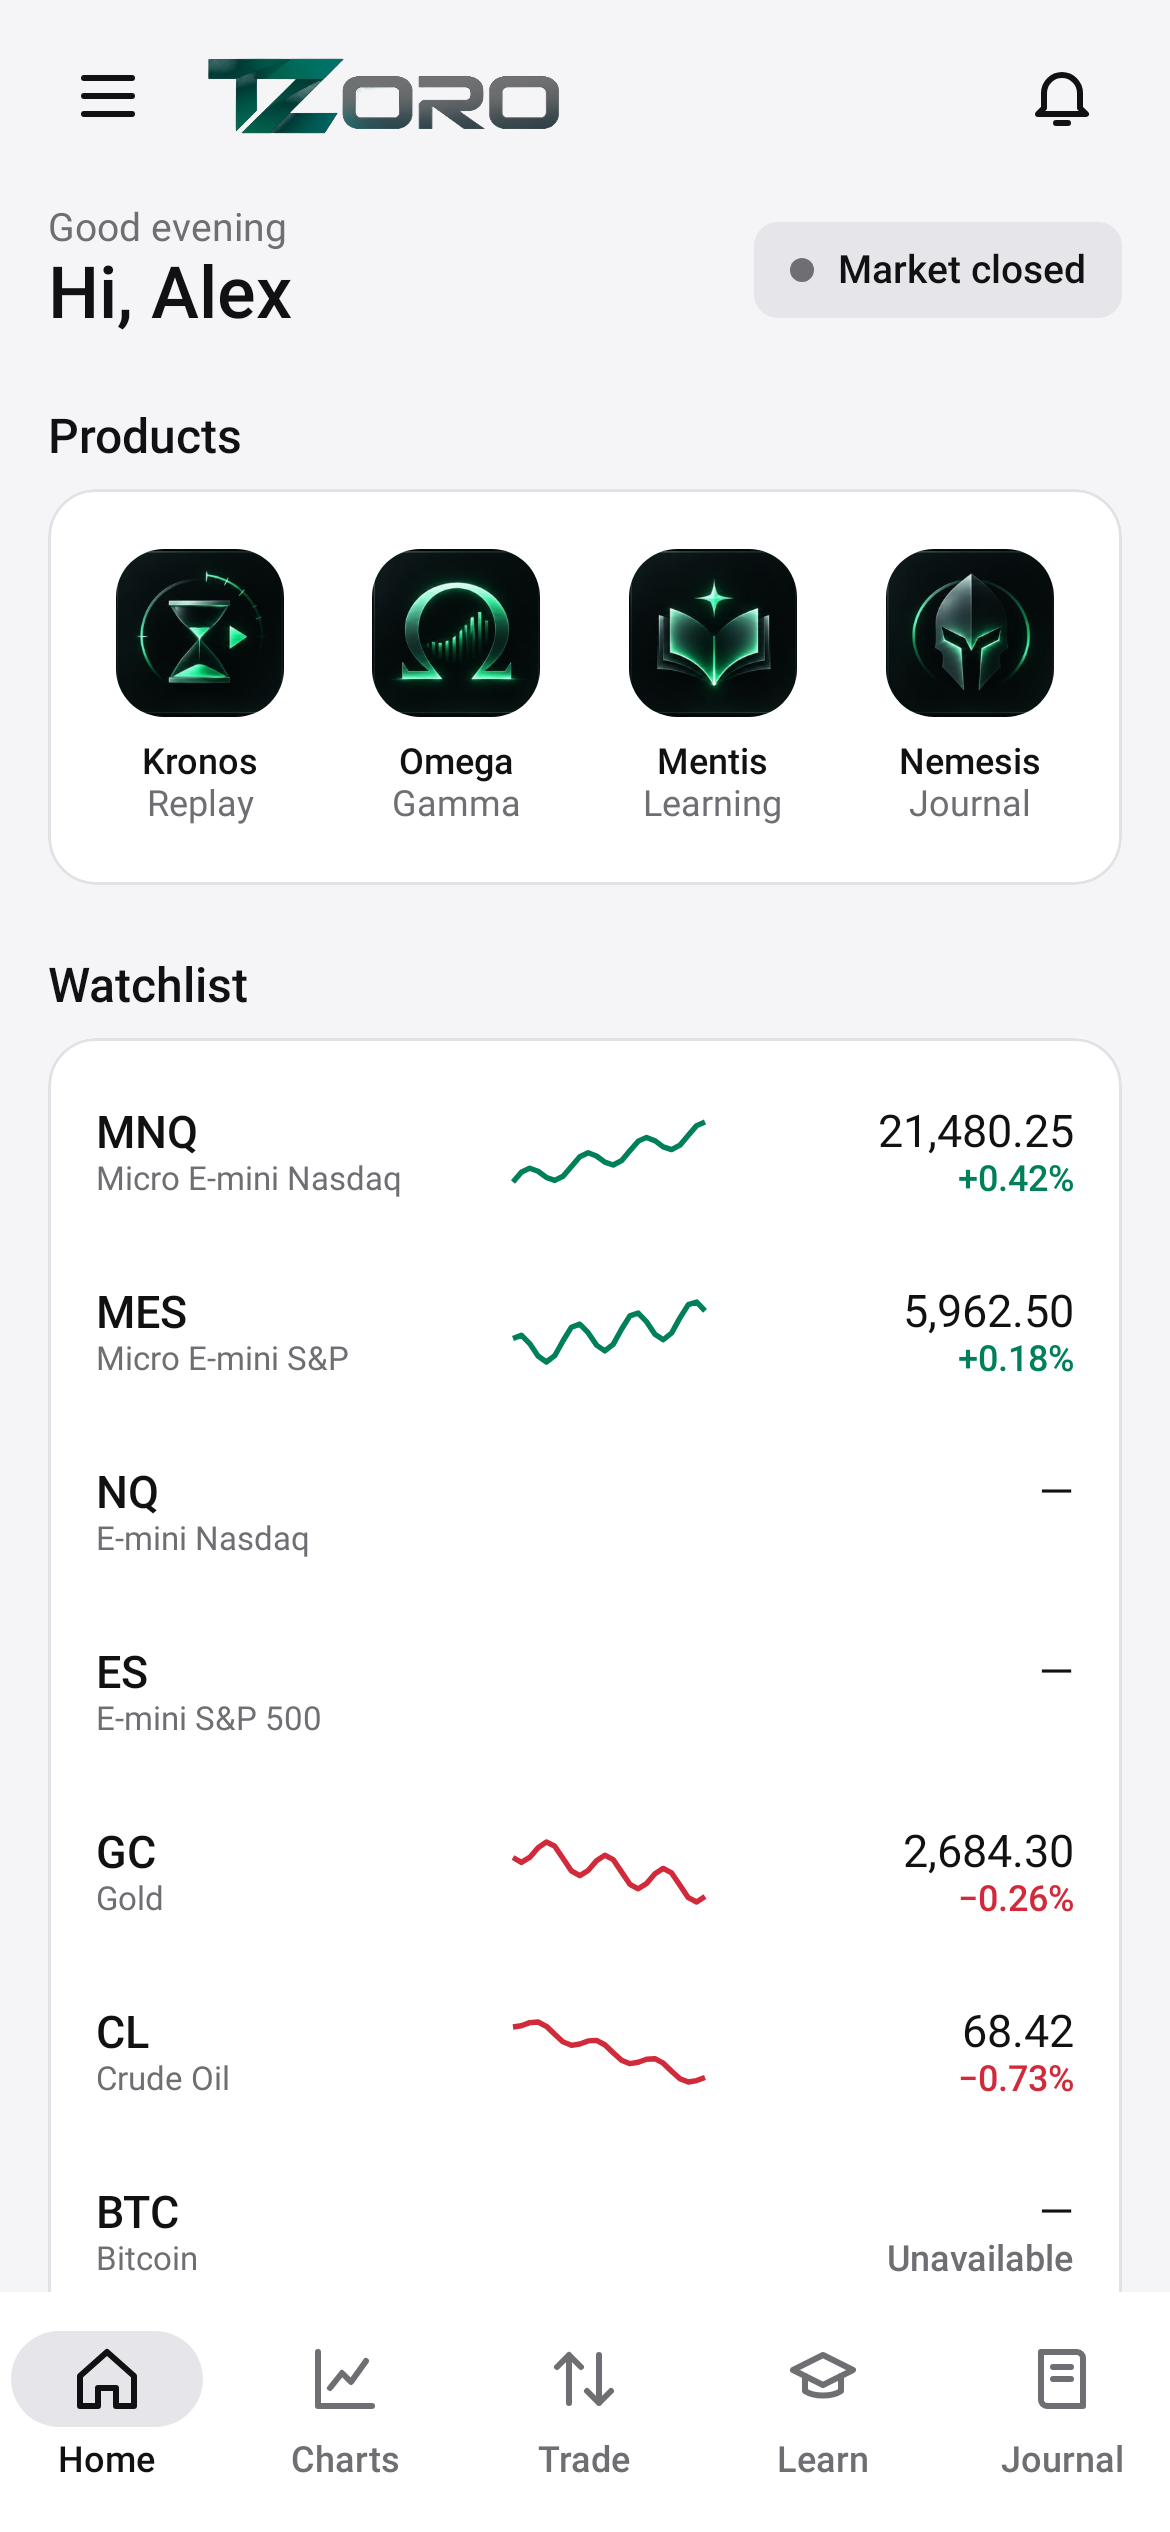 TZORO
Good evening
Hi, Alex
Market closed
Products
Kronos
Replay
Omega
Gamma
Mentis
Learning
Nemesis
Journal
Watchlist
MNQ
Micro E-mini Nasdaq
21,480.25
+0.42%
MES
Micro E-mini S&P
5,962.50
+0.18%
NQ
E-mini Nasdaq
—
ES
E-mini S&P 500
—
GC
Gold
2,684.30
−0.26%
CL
Crude Oil
68.42
−0.73%
BTC
Bitcoin
—
Unavailable
Home
Charts
Trade
Learn
Journal